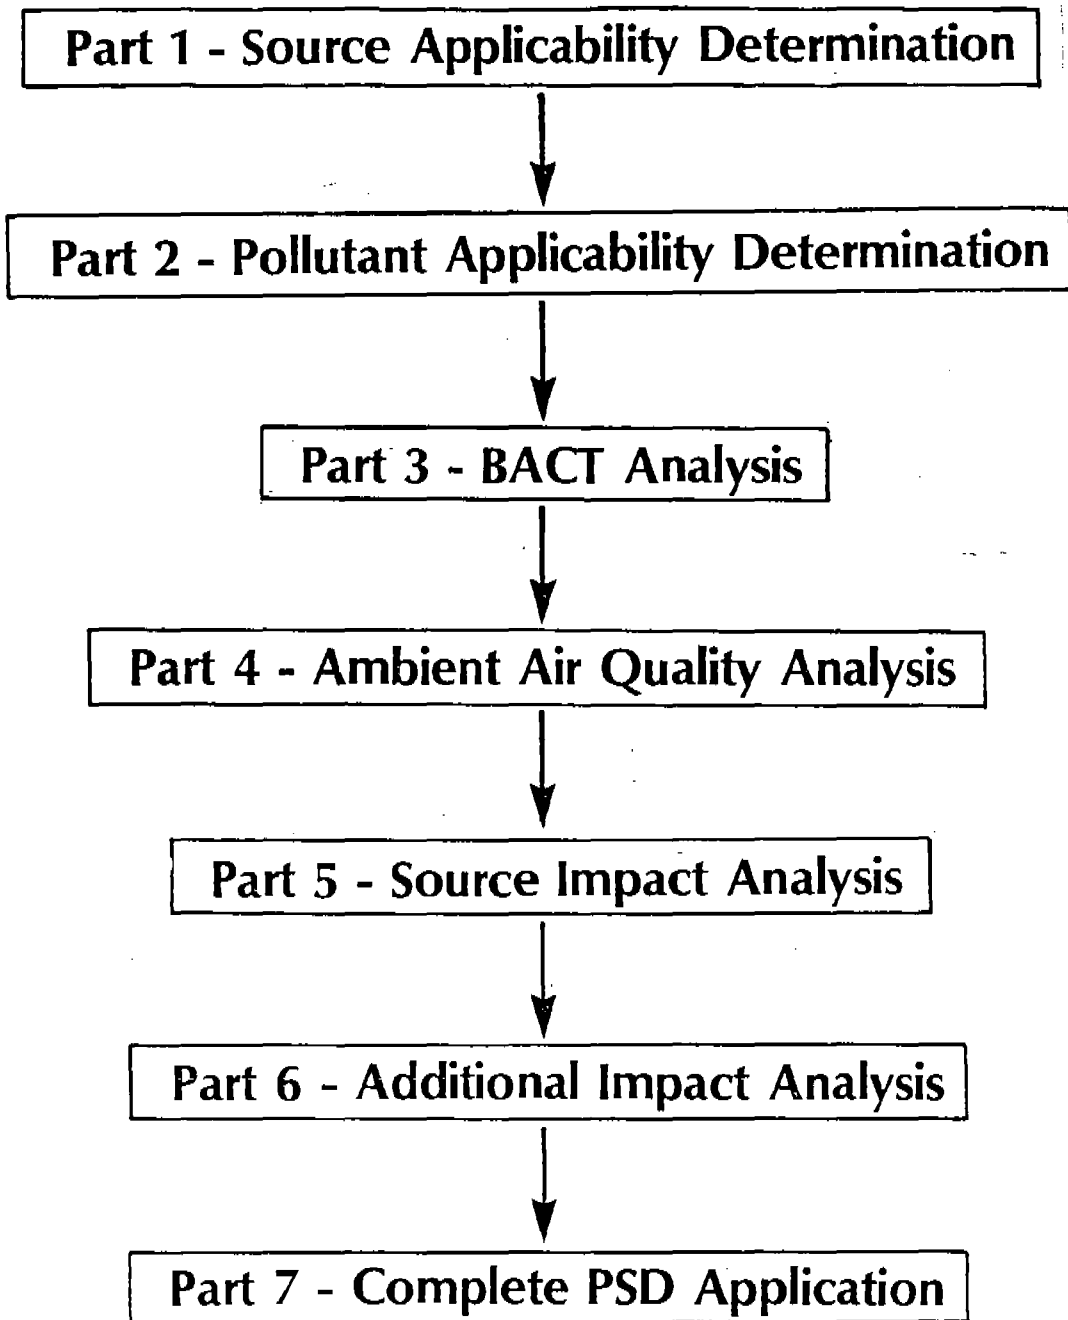 Part 1 - Source Applicability Determination
Part 2 - Pollutant Applicability Determination
Part 3 - BACT Analysis
Part 4 - Ambient Air Quality Analysis
Part 5 - Source Impact Analysis
Part 6 - Additional Impact Analysis
Part 7 - Complete PSD Application